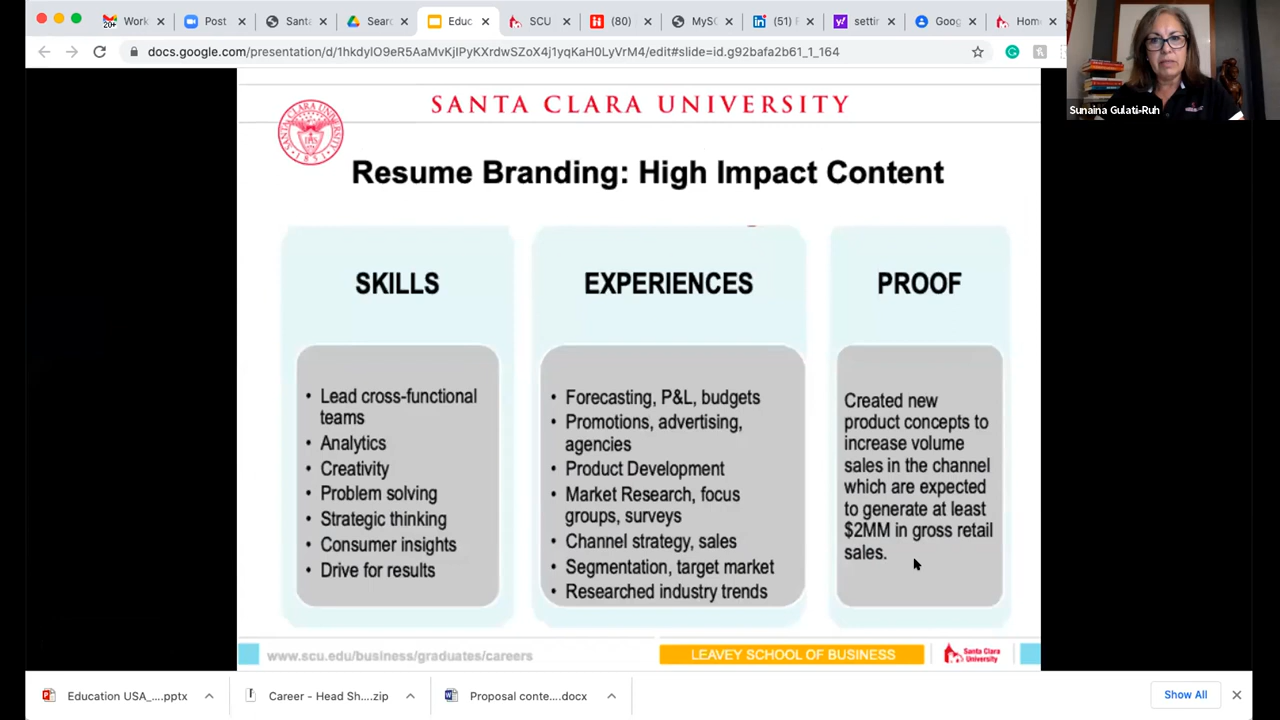 Work
Post
Santa
Searc
Educ
SCU
(80)
MySC
(51)
settin
Goog
Home
docs.google.com/presentation/d/1hkdylO9eR5AaMvKjlPyKXrdwSZoX4j1yqKaH0LyVrM4/edit#slide=id.g92bafa2b61_1_164
Sunaina Gulati-Ruh
SANTA CLARA UNIVERSITY
Resume Branding: High Impact Content
SKILLS
• Lead cross-functional
teams
• Analytics
• Creativity
• Problem solving
• Strategic thinking
• Consumer insights
• Drive for results
EXPERIENCES
• Forecasting, P&L, budgets
• Promotions, advertising,
agencies
• Product Development
• Market Research, focus
groups, surveys
• Channel strategy, sales
• Segmentation, target market
• Researched industry trends
PROOF
Created new
product concepts to
increase volume
sales in the channel
which are expected
to generate at least
$2MM in gross retail
sales.
www.scu.edu/business/graduates/careers
LEAVEY SCHOOL OF BUSINESS
Santa Clara
University
Education USA_....pptx
Career - Head Sh....zip
Proposal conte....docx
Show All